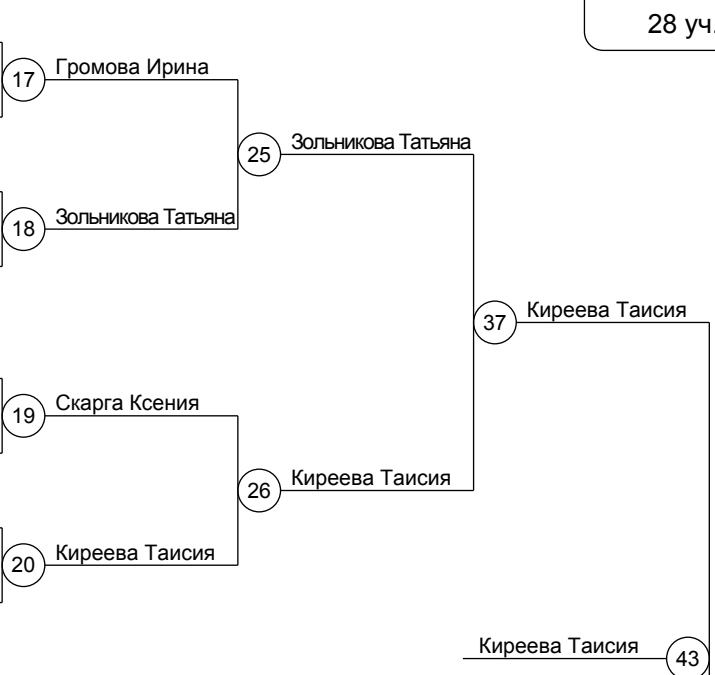 28 уч.
17 Громова Ирина
25 Зольникова Татьяна
18 Зольникова Татьяна
37 Киреева Таисия
19 Скарга Ксения
26 Киреева Таисия
20 Киреева Таисия
Киреева Таисия 43